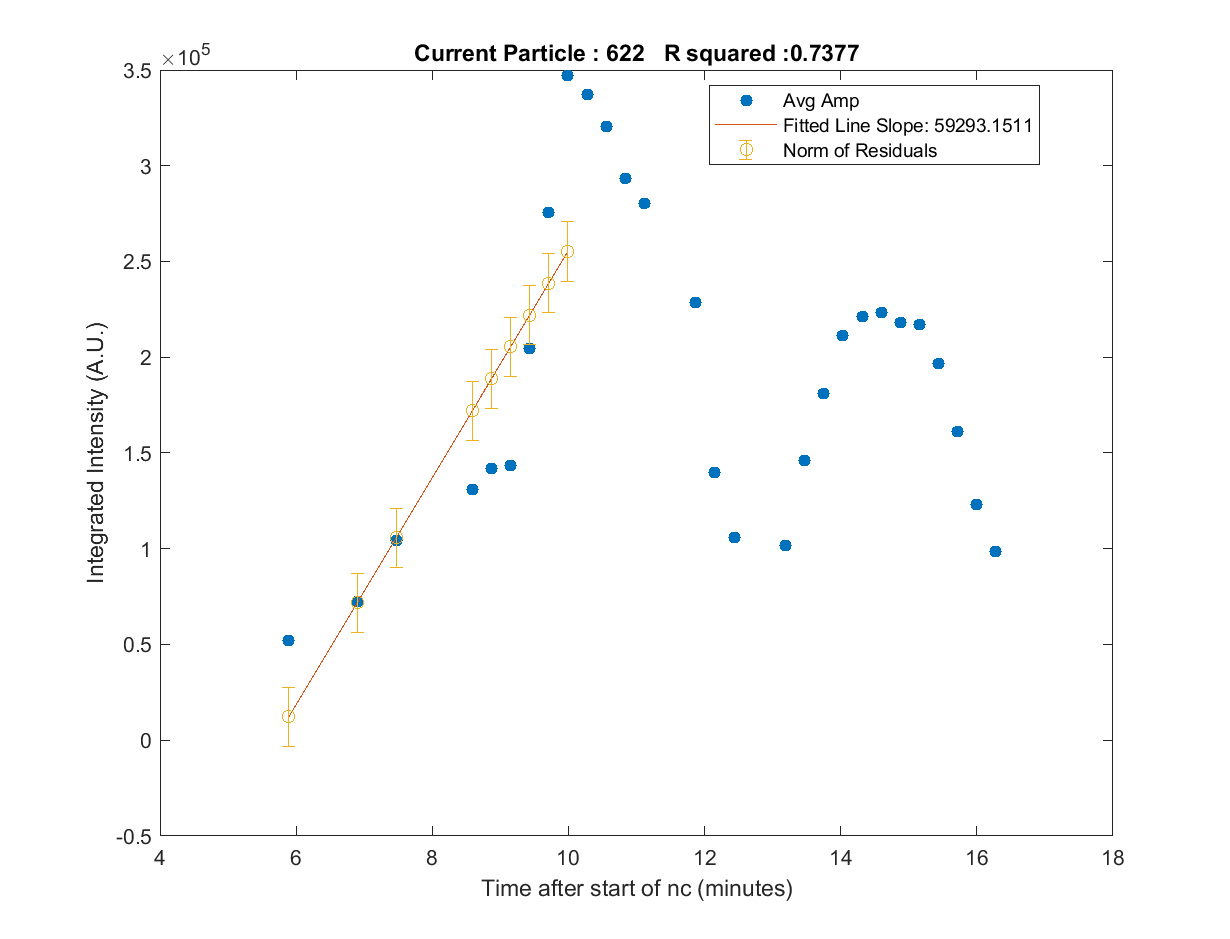 Current Particle : 622   R squared :0.7377
×10^5
3.5
3
2.5
2
1.5
1
0.5
0
-0.5
4 6 8 10 12 14 16 18
Integrated Intensity (A.U.)
Time after start of nc (minutes)
Avg Amp
Fitted Line Slope: 59293.1511
Norm of Residuals